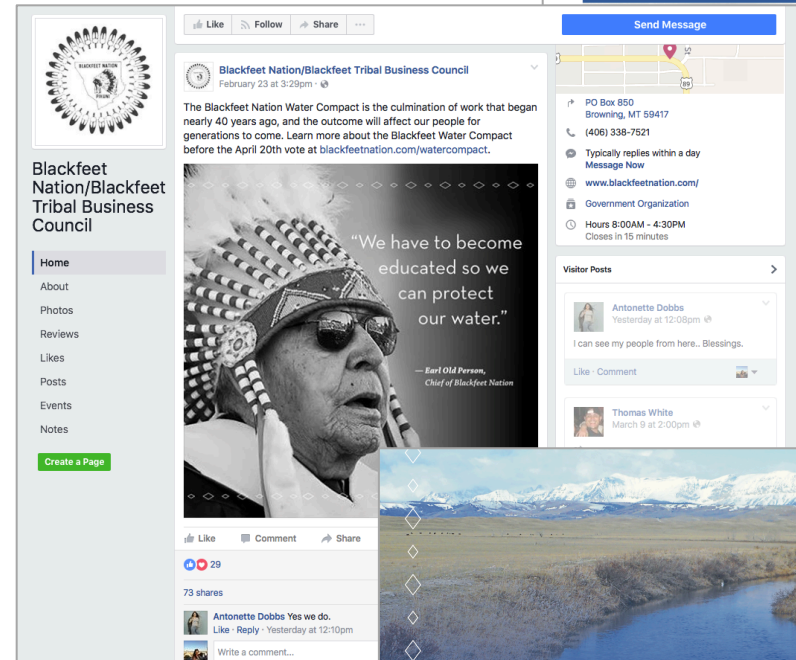 BLACKFEET NATION
PIKUNI
Blackfeet
Nation/Blackfeet
Tribal Business
Council
Home
About
Photos
Reviews
Likes
Posts
Events
Notes
Create a Page
Like
Follow
Share
Blackfeet Nation/Blackfeet Tribal Business Council
February 23 at 3:29pm ·
The Blackfeet Nation Water Compact is the culmination of work that began
nearly 40 years ago, and the outcome will affect our people for
generations to come. Learn more about the Blackfeet Water Compact
before the April 20th vote at blackfeetnation.com/watercompact.
“We have to become
educated so we
can protect
our water.”
— Earl Old Person,
Chief of Blackfeet Nation
Like
Comment
Share
29
73 shares
Antonette Dobbs Yes we do.
Like · Reply · Yesterday at 12:10pm
Write a comment...
Send Message
89
PO Box 850
Browning, MT 59417
(406) 338-7521
Typically replies within a day
Message Now
www.blackfeetnation.com/
Government Organization
Hours 8:00AM - 4:30PM
Closes in 15 minutes
Visitor Posts
Antonette Dobbs
Yesterday at 12:08pm
I can see my people from here.. Blessings.
Like · Comment
Thomas White
March 9 at 2:00pm